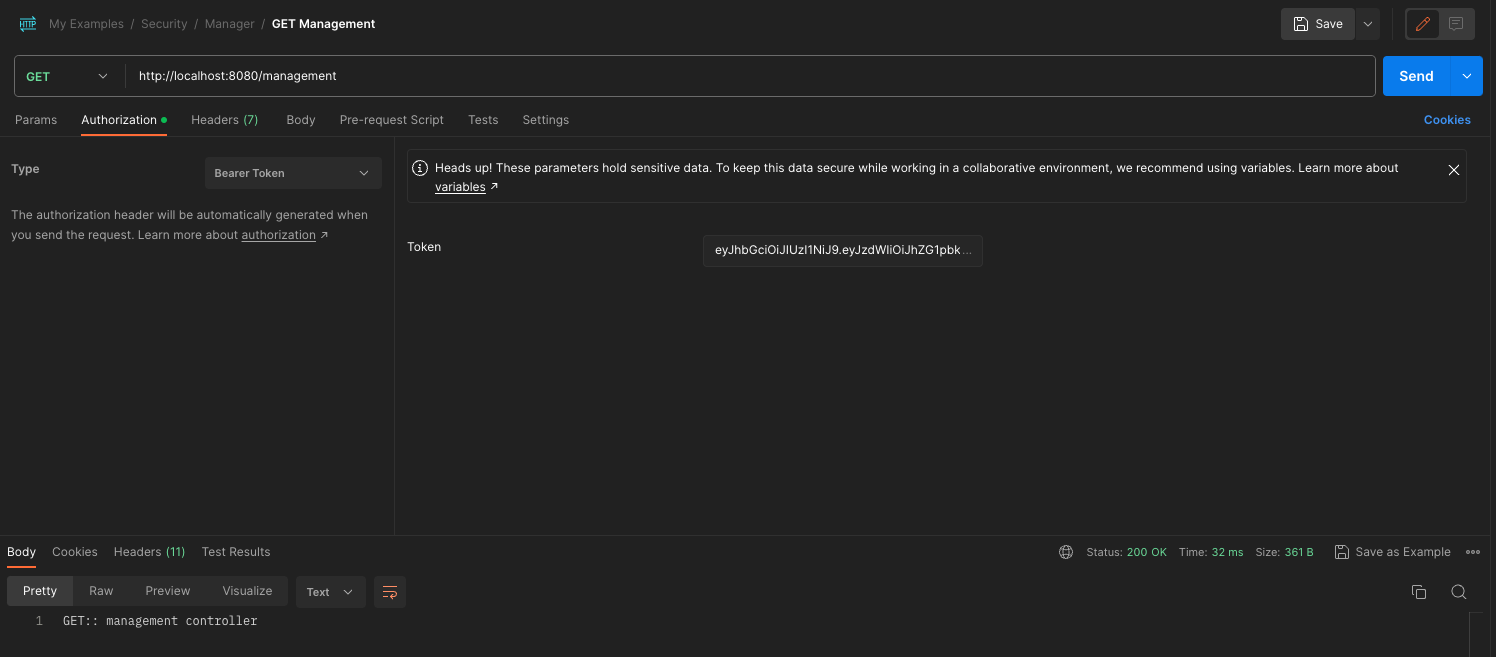 HTTP My Examples / Security / Manager / GET Management Save
GET http://localhost:8080/management Send
Params Authorization Headers (7) Body Pre-request Script Tests Settings Cookies
Type Bearer Token
The authorization header will be automatically generated when
you send the request. Learn more about authorization ↗
Heads up! These parameters hold sensitive data. To keep this data secure while working in a collaborative environment, we recommend using variables. Learn more about
variables ↗
Token eyJhbGciOiJIUzI1NiJ9.eyJzdWIiOiJhZG1pbk...
Body Cookies Headers (11) Test Results Status: 200 OK Time: 32 ms Size: 361 B Save as Example
Pretty Raw Preview Visualize Text
1 GET:: management controller